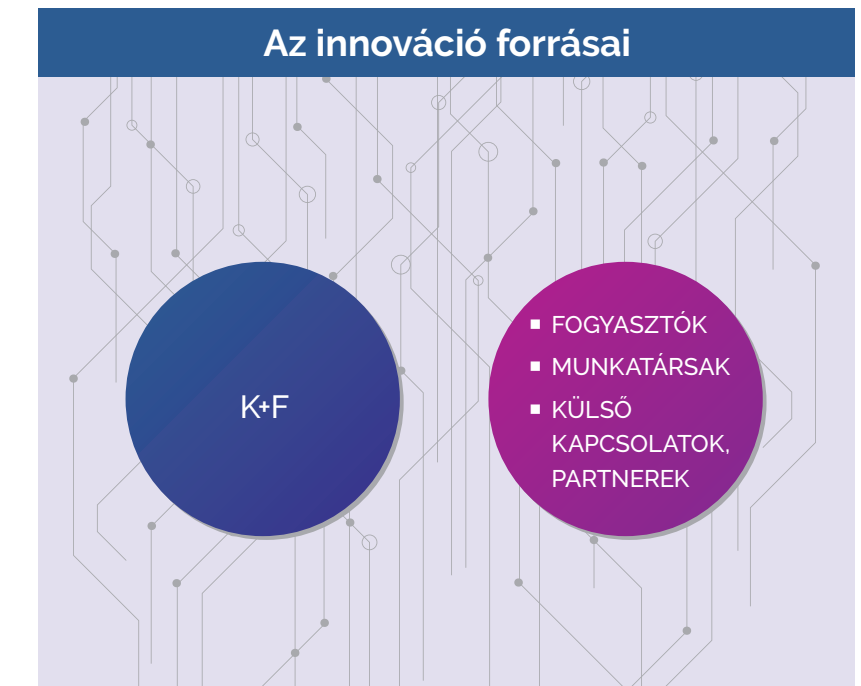 Az innováció forrásai
K+F
▪ FOGYASZTÓK
▪ MUNKATÁRSAK
▪ KÜLSŐ
KAPCSOLATOK,
PARTNEREK